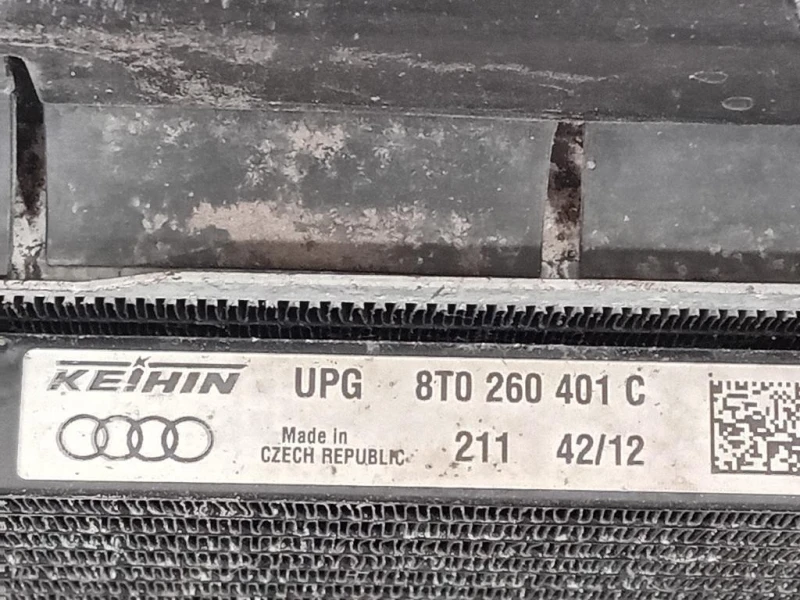 KEIHIN UPG 8T0 260 401 C
Made in
CZECH REPUBLIC 211 42/12